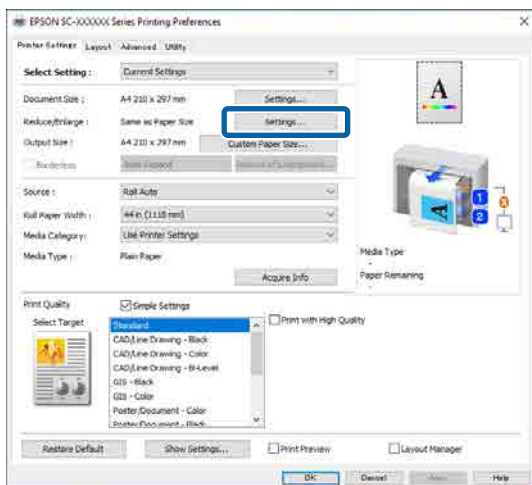 EPSON SC-XXXXXX Series Printing Preferences
Printer Settings Layout Advanced Utility
Select Setting : Current Settings
Document Size : A4 210 x 297 mm Settings...
Reduce/Enlarge : Same as Paper Size Settings...
Output Size : A4 210 x 297 mm Custom Paper Size...
Borderless
Source : Roll Auto
Roll Paper Width : 44 in (1118 mm)
Media Category: Use Printer Settings
Media Type : Plain Paper
Acquire Info
A
A
1
2
Media Type
-
Paper Remaining
-
Print Quality Simple Settings
Select Target
Standard
CAD/Line Drawing - Black
CAD/Line Drawing - Color
CAD/Line Drawing - Bi-Level
GIS - Black
GIS - Color
Poster/Document - Color
Poster/Document - Black
Print with High Quality
Restore Default Show Settings... Print Preview Layout Manager
OK Cancel Help